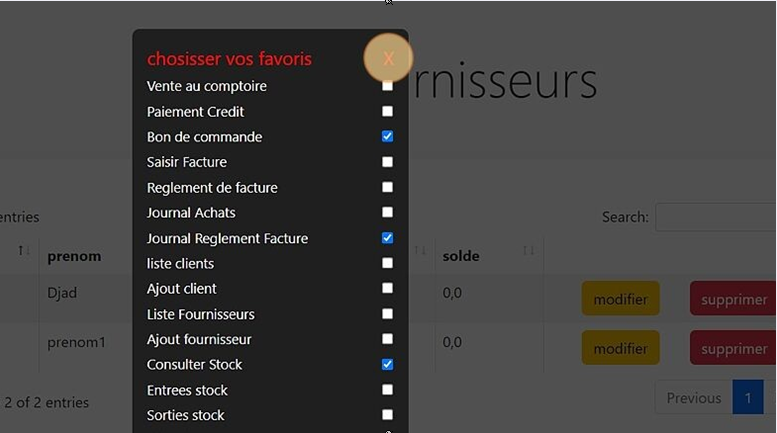 chosisser vos favoris X
Vente au comptoire
Paiement Credit
Bon de commande
Saisir Facture
Reglement de facture
Journal Achats
Journal Reglement Facture
liste clients
Ajout client
Liste Fournisseurs
Ajout fournisseur
Consulter Stock
Entrees stock
Sorties stock
rnisseurs
entries
Search:
prenom solde
Djad 0,0 modifier supprimer
prenom1 0,0 modifier supprimer
2 of 2 entries
Previous 1